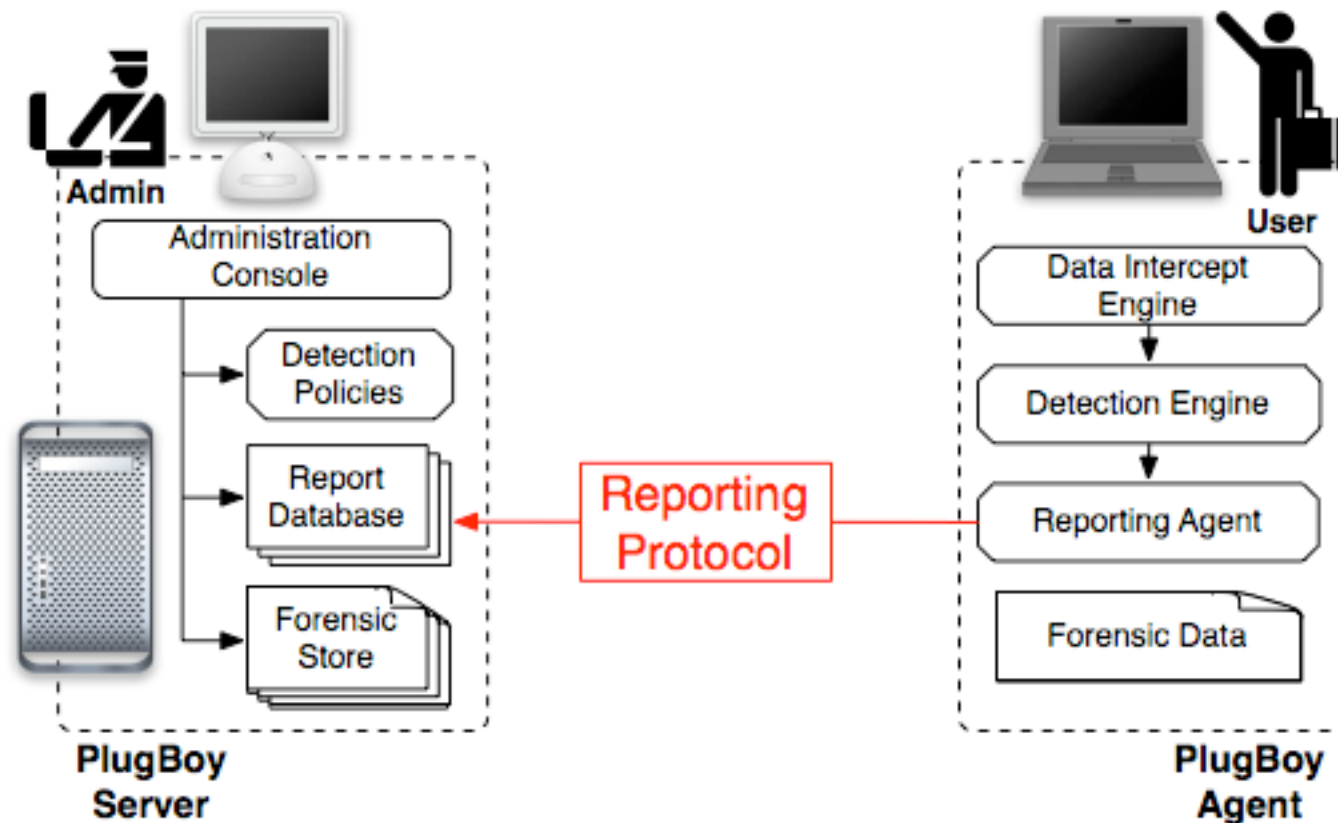 Admin
Administration
Console
Detection
Policies
Report
Database
Forensic
Store
PlugBoy
Server
Reporting
Protocol
User
Data Intercept
Engine
Detection Engine
Reporting Agent
Forensic Data
PlugBoy
Agent